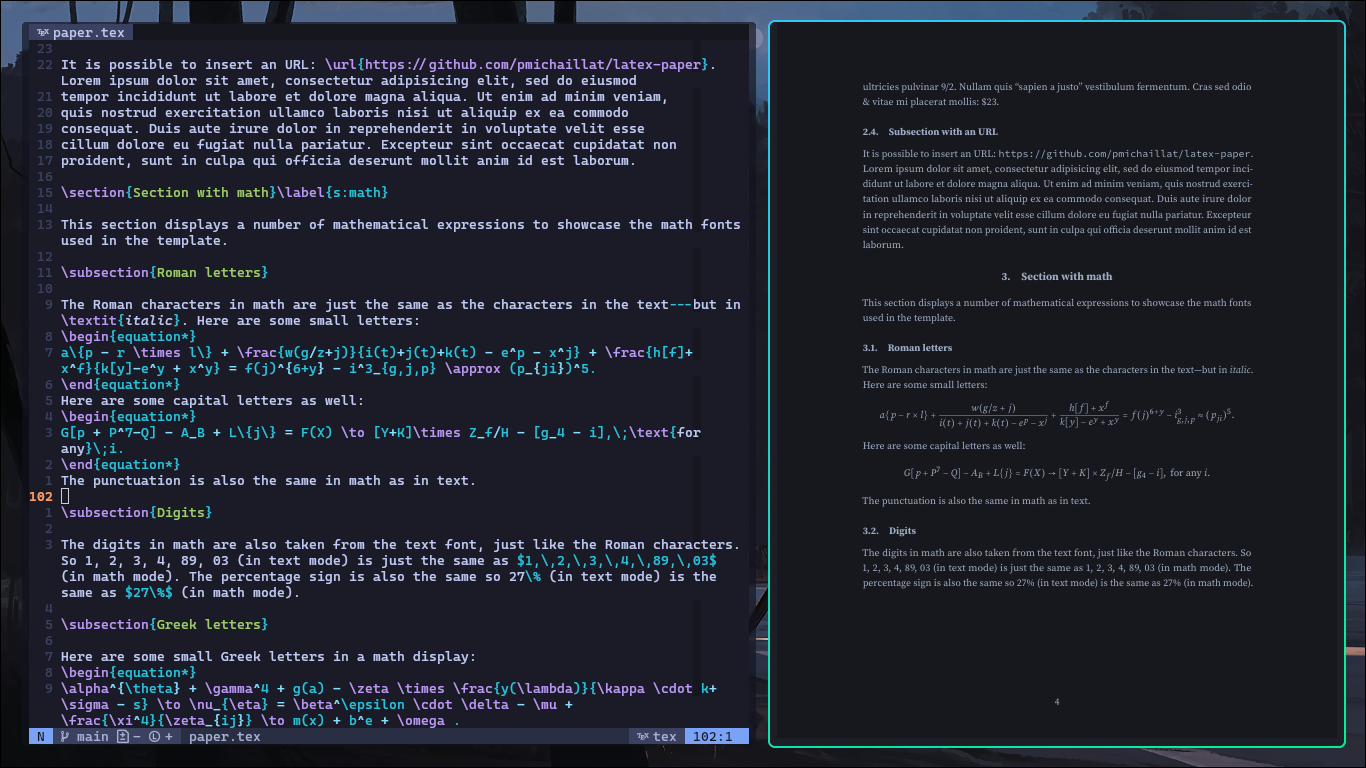 paper.tex
23
22 It is possible to insert an URL: \url{https://github.com/pmichaillat/latex-paper}.
Lorem ipsum dolor sit amet, consectetur adipisicing elit, sed do eiusmod
21 tempor incididunt ut labore et dolore magna aliqua. Ut enim ad minim veniam,
20 quis nostrud exercitation ullamco laboris nisi ut aliquip ex ea commodo
19 consequat. Duis aute irure dolor in reprehenderit in voluptate velit esse
18 cillum dolore eu fugiat nulla pariatur. Excepteur sint occaecat cupidatat non
17 proident, sunt in culpa qui officia deserunt mollit anim id est laborum.
16
15 \section{Section with math}\label{s:math}
14
13 This section displays a number of mathematical expressions to showcase the math fonts
used in the template.
12
11 \subsection{Roman letters}
10
9 The Roman characters in math are just the same as the characters in the text---but in
\textit{italic}. Here are some small letters:
8 \begin{equation*}
7 a\{p - r \times l\} + \frac{w(g/z+j)}{i(t)+j(t)+k(t) - e^p - x^j} + \frac{h[f]+
x^f}{k[y]-e^y + x^y} = f(j)^{6+y} - i^3_{g,j,p} \approx (p_{ji})^5.
6 \end{equation*}
5 Here are some capital letters as well:
4 \begin{equation*}
3 G[p + P^7-Q] - A_B + L\{j\} = F(X) \to [Y+K]\times Z_f/H - [g_4 - i],\;\text{for
any}\;i.
2 \end{equation*}
1 The punctuation is also the same in math as in text.
102
1 \subsection{Digits}
2
3 The digits in math are also taken from the text font, just like the Roman characters.
So 1, 2, 3, 4, 89, 03 (in text mode) is just the same as $1,\,2,\,3,\,4,\,89,\,03$
(in math mode). The percentage sign is also the same so 27\% (in text mode) is the
same as $27\%$ (in math mode).
4
5 \subsection{Greek letters}
6
7 Here are some small Greek letters in a math display:
8 \begin{equation*}
9 \alpha^{\theta} + \gamma^4 + g(a) - \zeta \times \frac{y(\lambda)}{\kappa \cdot k+
\sigma - s} \to \nu_{\eta} = \beta^\epsilon \cdot \delta - \mu +
\frac{\xi^4}{\zeta_{ij}} \to m(x) + b^e + \omega .
N main - + paper.tex tex 102:1
ultricies pulvinar 9/2. Nullam quis “sapien a justo” vestibulum fermentum. Cras sed odio
& vitae mi placerat mollis: $23.
2.4. Subsection with an URL
It is possible to insert an URL: https://github.com/pmichaillat/latex-paper.
Lorem ipsum dolor sit amet, consectetur adipisicing elit, sed do eiusmod tempor inci-
didunt ut labore et dolore magna aliqua. Ut enim ad minim veniam, quis nostrud exerci-
tation ullamco laboris nisi ut aliquip ex ea commodo consequat. Duis aute irure dolor
in reprehenderit in voluptate velit esse cillum dolore eu fugiat nulla pariatur. Excepteur
sint occaecat cupidatat non proident, sunt in culpa qui officia deserunt mollit anim id est
laborum.
3. Section with math
This section displays a number of mathematical expressions to showcase the math fonts
used in the template.
3.1. Roman letters
The Roman characters in math are just the same as the characters in the text—but in italic.
Here are some small letters:
a{p − r × l} + w(g/z + j) / i(t) + j(t) + k(t) − e^p − x^j + h[f] + x^f / k[y] − e^y + x^y = f(j)^{6+y} − i^3_{g,j,p} ≈ (p_{ji})^5.
Here are some capital letters as well:
G[p + P^7 − Q] − A_B + L{j} = F(X) → [Y + K] × Z_f/H − [g_4 − i], for any i.
The punctuation is also the same in math as in text.
3.2. Digits
The digits in math are also taken from the text font, just like the Roman characters. So
1, 2, 3, 4, 89, 03 (in text mode) is just the same as 1, 2, 3, 4, 89, 03 (in math mode). The
percentage sign is also the same so 27% (in text mode) is the same as 27% (in math mode).
4